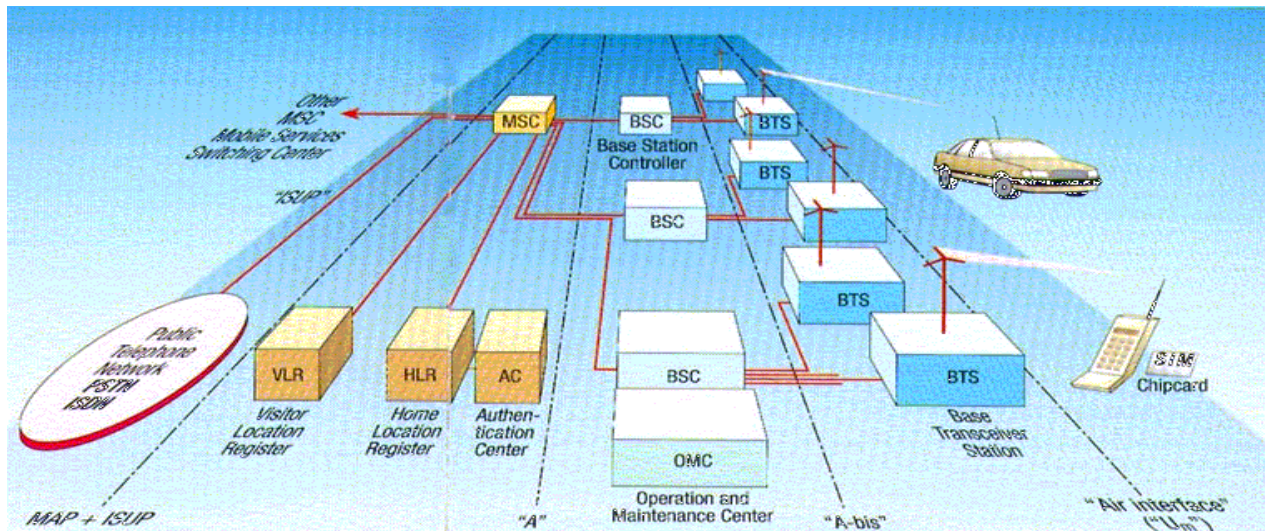 Other
MSC
Mobile Services
Switching Center
MSC
BSC
Base Station
Controller
BTS
BTS
"ISUP"
BSC
BTS
Public
Telephone
Network
PSTN
ISDN
VLR
Visitor
Location
Register
HLR
Home
Location
Register
AC
Authen-
tication
Center
BSC
OMC
Operation and
Maintenance Center
BTS
Base
Transceiver
Station
SIM
Chipcard
MAP + ISUP
"A"
"A-bis"
"Air interface"
("Um")